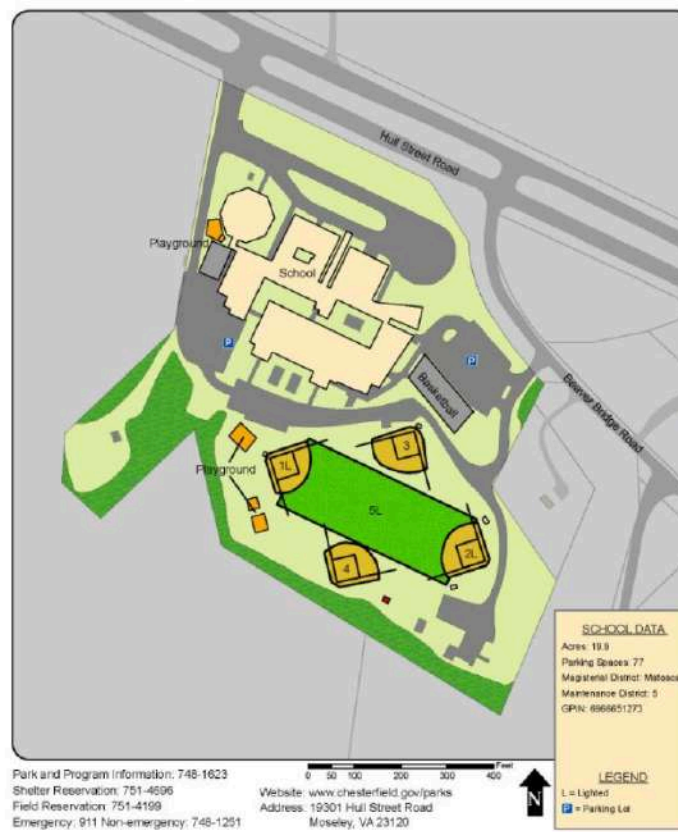 Hull Street Road
Playground
School
P
P
Basketball
Beaver Bridge Road
Playground
1L
3
5L
2L
4
SCHOOL DATA
Acres: 19.9
Parking Spaces: 77
Magisterial District: Matoaca
Maintenance District: 5
GPIN: 6966651273
LEGEND
L = Lighted
P = Parking Lot
Feet
0 50 100 200 300 400
N
Park and Program Information: 748-1623
Shelter Reservation: 751-4696
Field Reservation: 751-4199
Emergency: 911 Non-emergency: 748-1251
Website: www.chesterfield.gov/parks
Address: 19301 Hull Street Road
Moseley, VA 23120